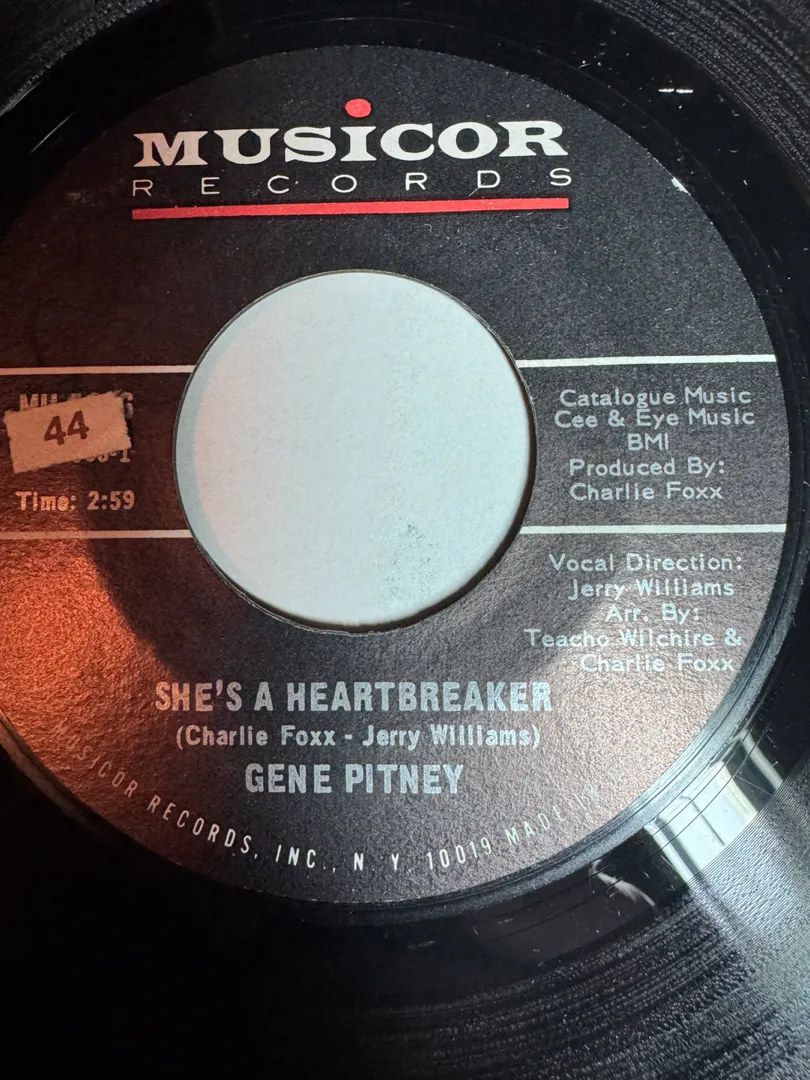 MUSICOR
RECORDS
44
Time: 2:59
Catalogue Music
Cee & Eye Music
BMI
Produced By:
Charlie Foxx
Vocal Direction:
Jerry Williams
Arr. By:
Teacho Wilchire &
Charlie Foxx
SHE'S A HEARTBREAKER
(Charlie Foxx - Jerry Williams)
GENE PITNEY
MUSICOR RECORDS, INC., N. Y. 10019 MADE IN